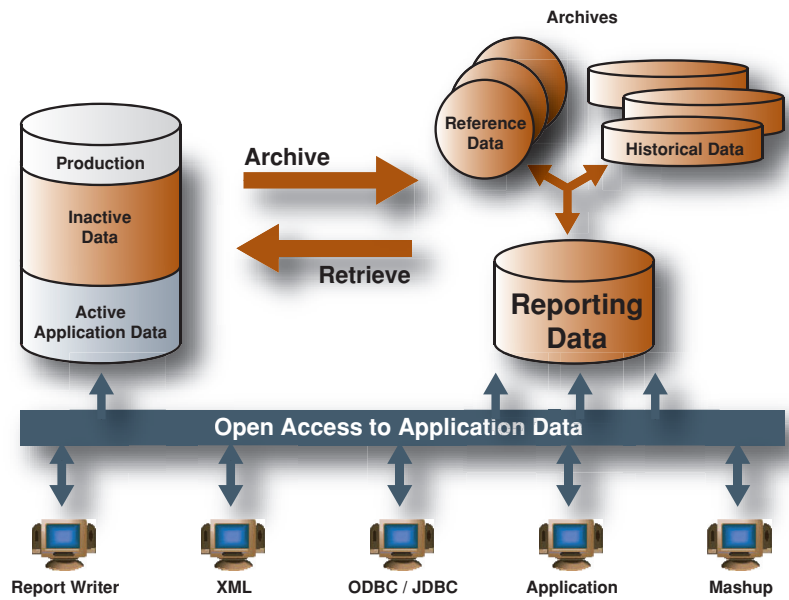 Archives
Reference
Data
Historical Data
Production
Inactive
Data
Active
Application Data
Archive
Retrieve
Reporting
Data
Open Access to Application Data
Report Writer
XML
ODBC / JDBC
Application
Mashup